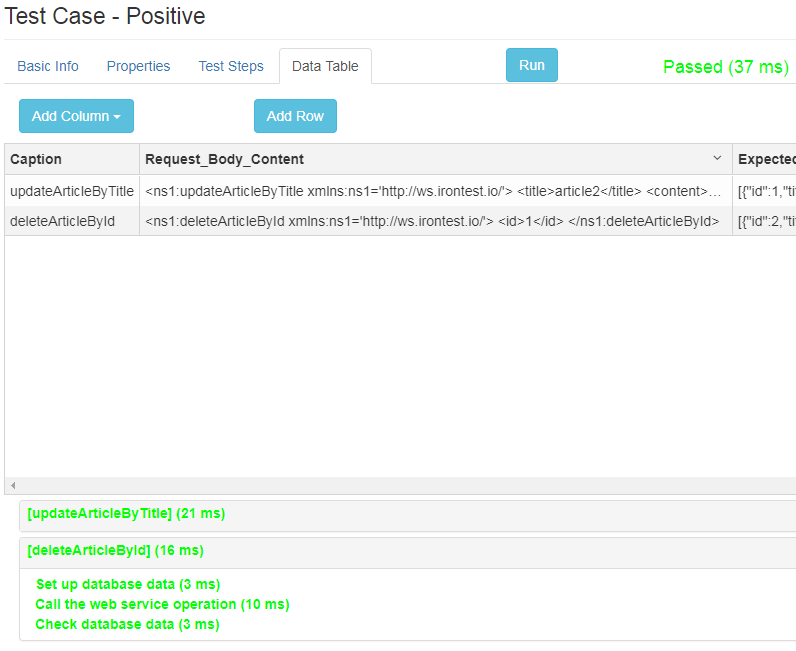 Test Case - Positive
Basic Info Properties Test Steps Data Table Run Passed (37 ms)
Add Column Add Row
Caption Request_Body_Content Expected
updateArticleByTitle <ns1:updateArticleByTitle xmlns:ns1='http://ws.irontest.io/'> <title>article2</title> <content>... [{"id":1,"ti
deleteArticleById <ns1:deleteArticleById xmlns:ns1='http://ws.irontest.io/'> <id>1</id> </ns1:deleteArticleById> [{"id":2,"ti
[updateArticleByTitle] (21 ms)
[deleteArticleById] (16 ms)
Set up database data (3 ms)
Call the web service operation (10 ms)
Check database data (3 ms)